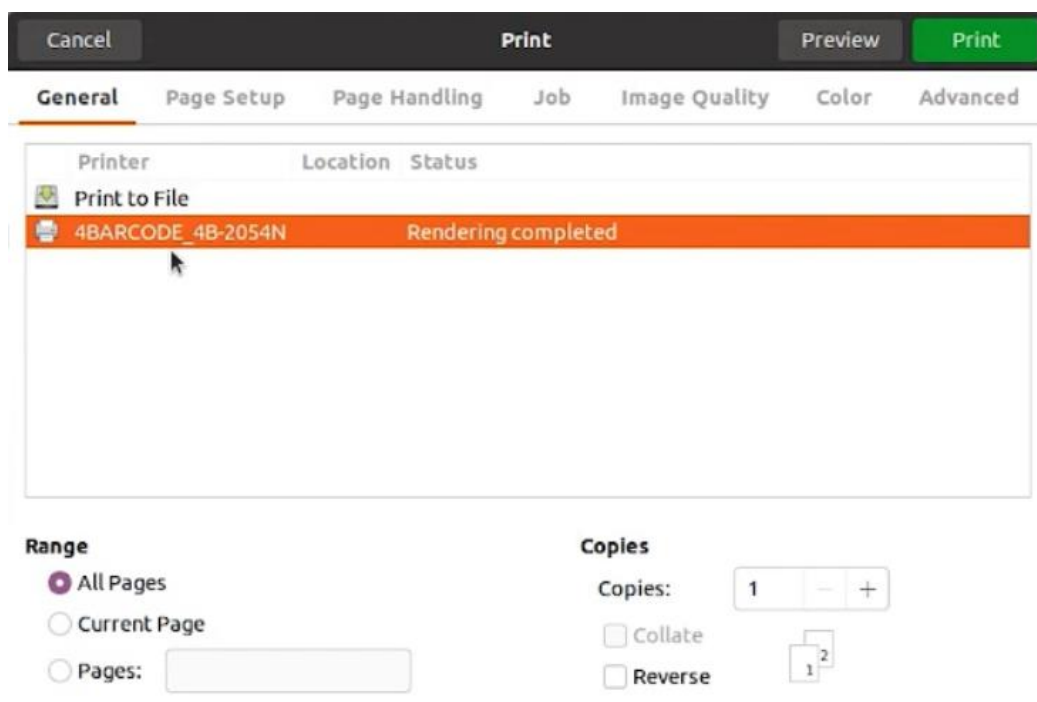 Cancel Print Preview Print
General Page Setup Page Handling Job Image Quality Color Advanced
Printer Location Status
Print to File
4BARCODE_4B-2054N Rendering completed
Range Copies
All Pages Copies: 1 − +
Current Page Collate
Pages: Reverse
1 2